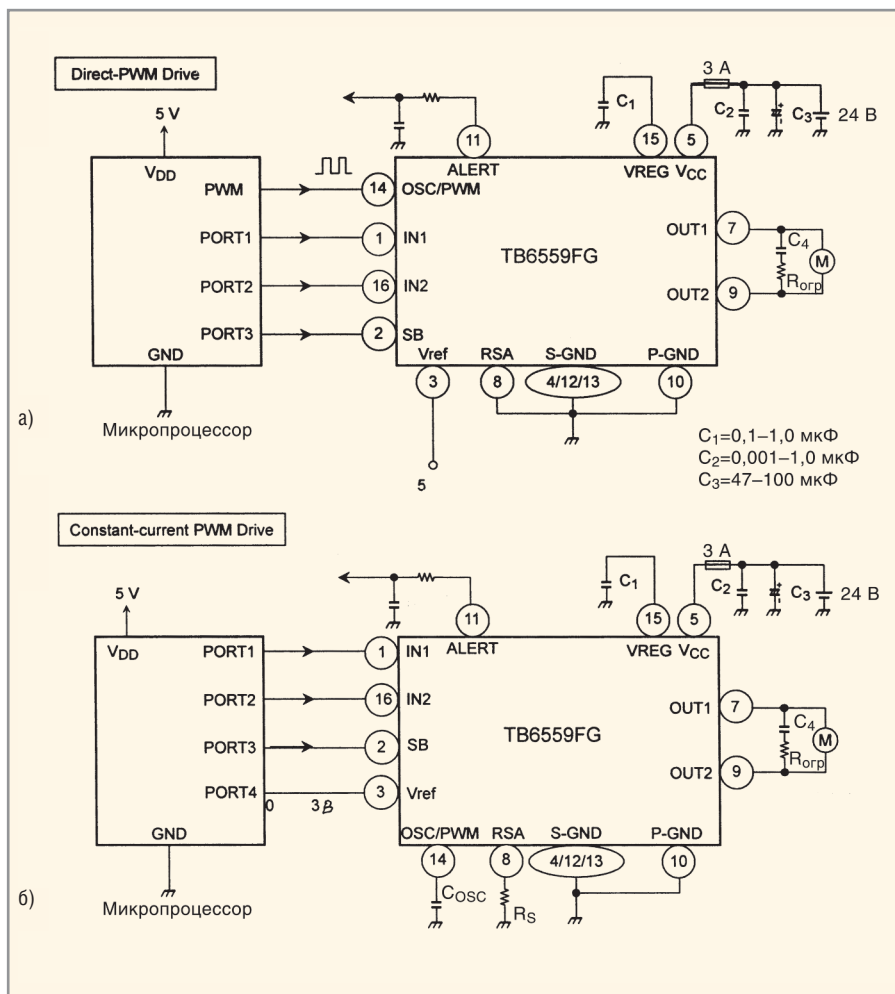 Direct-PWM Drive
5 V
VDD
PWM
PORT1
PORT2
PORT3
GND
Микропроцессор
а)
11
ALERT
14
OSC/PWM
1
IN1
16
IN2
2
SB
TB6559FG
C1
15
VREG
5
VCC
3 А
C2
C3
24 В
OUT1
7
OUT2
9
C4
Rогр
M
Vref
3
5
RSA
8
S-GND
4/12/13
P-GND
10
C1=0,1–1,0 мкФ
C2=0,001–1,0 мкФ
C3=47–100 мкФ
Constant-current PWM Drive
5 V
VDD
PORT1
PORT2
PORT3
PORT4
0 3В
GND
Микропроцессор
б)
11
ALERT
1
IN1
16
IN2
2
SB
3
Vref
TB6559FG
C1
15
VREG
5
VCC
3 А
C2
C3
24 В
OUT1
7
OUT2
9
C4
Rогр
M
OSC/PWM
14
COSC
RSA
8
RS
S-GND
4/12/13
P-GND
10